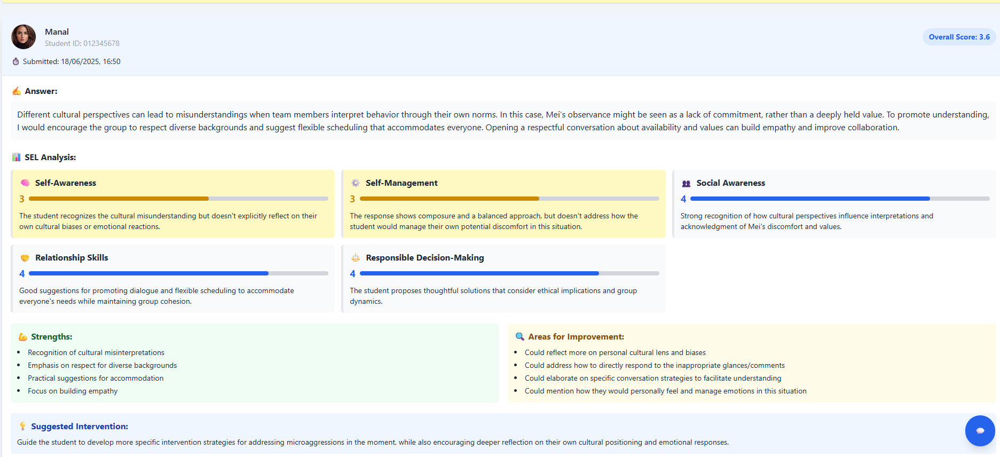 Manal
Student ID: 012345678
Overall Score: 3.6
Submitted: 18/06/2025, 16:50
Answer:
Different cultural perspectives can lead to misunderstandings when team members interpret behavior through their own norms. In this case, Mei's observance might be seen as a lack of commitment, rather than a deeply held value. To promote understanding,
I would encourage the group to respect diverse backgrounds and suggest flexible scheduling that accommodates everyone. Opening a respectful conversation about availability and values can build empathy and improve collaboration.
SEL Analysis:
Self-Awareness
3
The student recognizes the cultural misunderstanding but doesn't explicitly reflect on their
own cultural biases or emotional reactions.
Self-Management
3
The response shows composure and a balanced approach, but doesn't address how the
student would manage their own potential discomfort in this situation.
Social Awareness
4
Strong recognition of how cultural perspectives influence interpretations and
acknowledgment of Mei's discomfort and values.
Relationship Skills
4
Good suggestions for promoting dialogue and flexible scheduling to accommodate
everyone's needs while maintaining group cohesion.
Responsible Decision-Making
4
The student proposes thoughtful solutions that consider ethical implications and group
dynamics.
Strengths:
• Recognition of cultural misinterpretations
• Emphasis on respect for diverse backgrounds
• Practical suggestions for accommodation
• Focus on building empathy
Areas for Improvement:
• Could reflect more on personal cultural lens and biases
• Could address how to directly respond to the inappropriate glances/comments
• Could elaborate on specific conversation strategies to facilitate understanding
• Could mention how they would personally feel and manage emotions in this situation
Suggested Intervention:
Guide the student to develop more specific intervention strategies for addressing microaggressions in the moment, while also encouraging deeper reflection on their own cultural positioning and emotional responses.